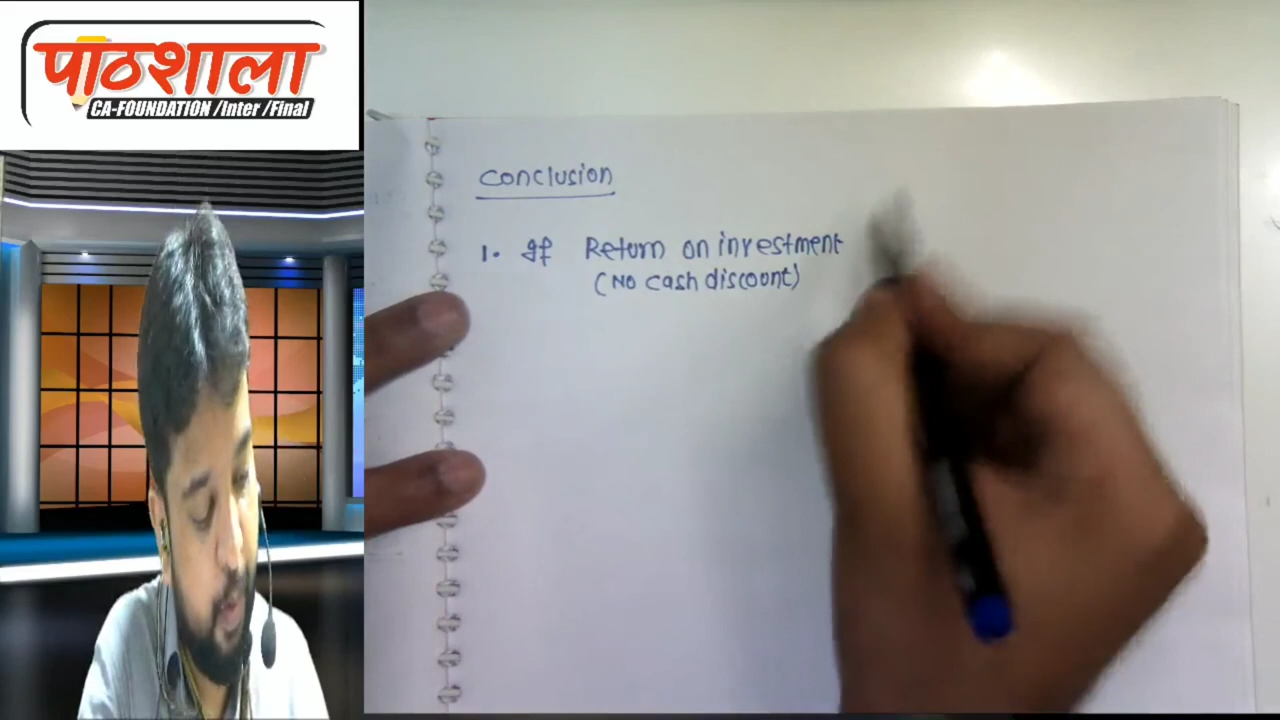 पाठशाला
CA-FOUNDATION /Inter /Final
Conclusion
1. If Return on investment
(No cash discount)